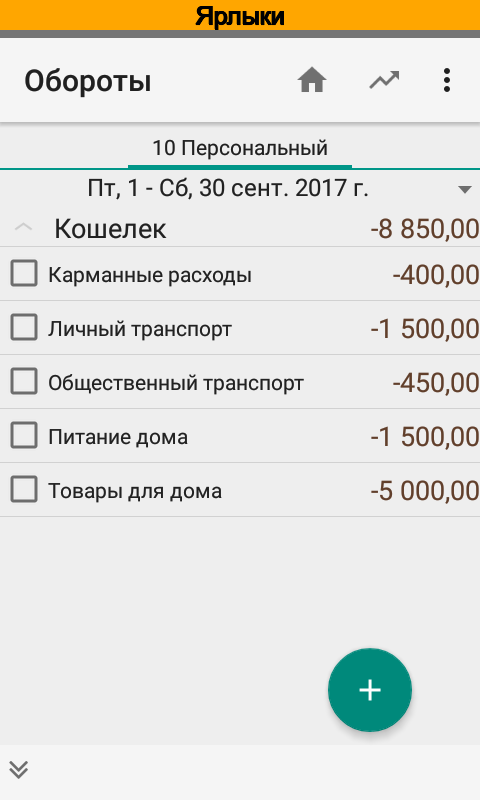 Ярлыки
Обороты
10 Персональный
Пт, 1 - Сб, 30 сент. 2017 г.
Кошелек -8 850,00
Карманные расходы -400,00
Личный транспорт -1 500,00
Общественный транспорт -450,00
Питание дома -1 500,00
Товары для дома -5 000,00